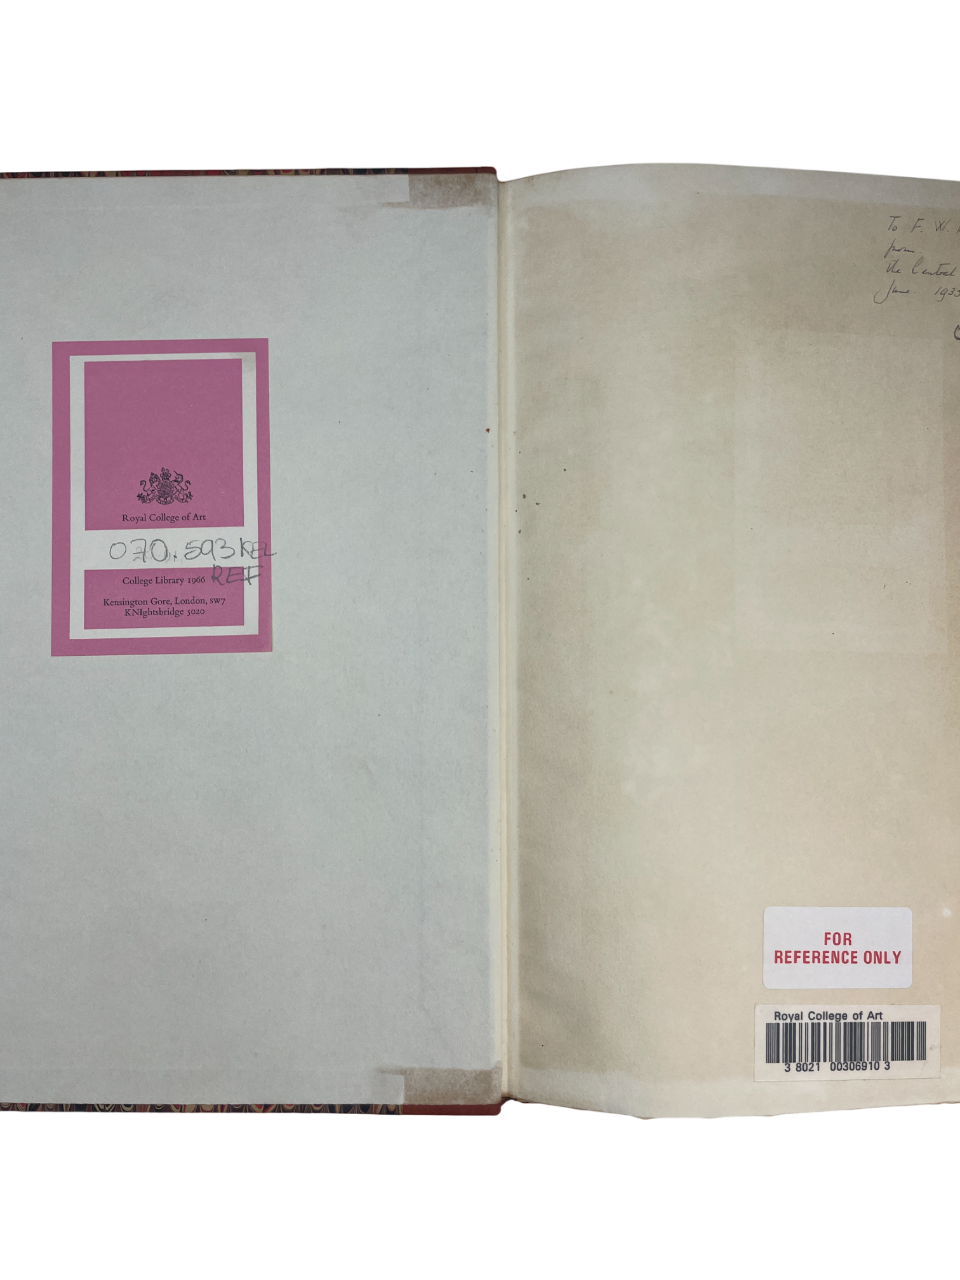 Royal College of Art
070.593 KEL
REF
College Library 1966
Kensington Gore, London, SW7
KNIghtsbridge 5020
To F. W.
from
the Central
June 193
FOR
REFERENCE ONLY
Royal College of Art
3 8021 00306910 3